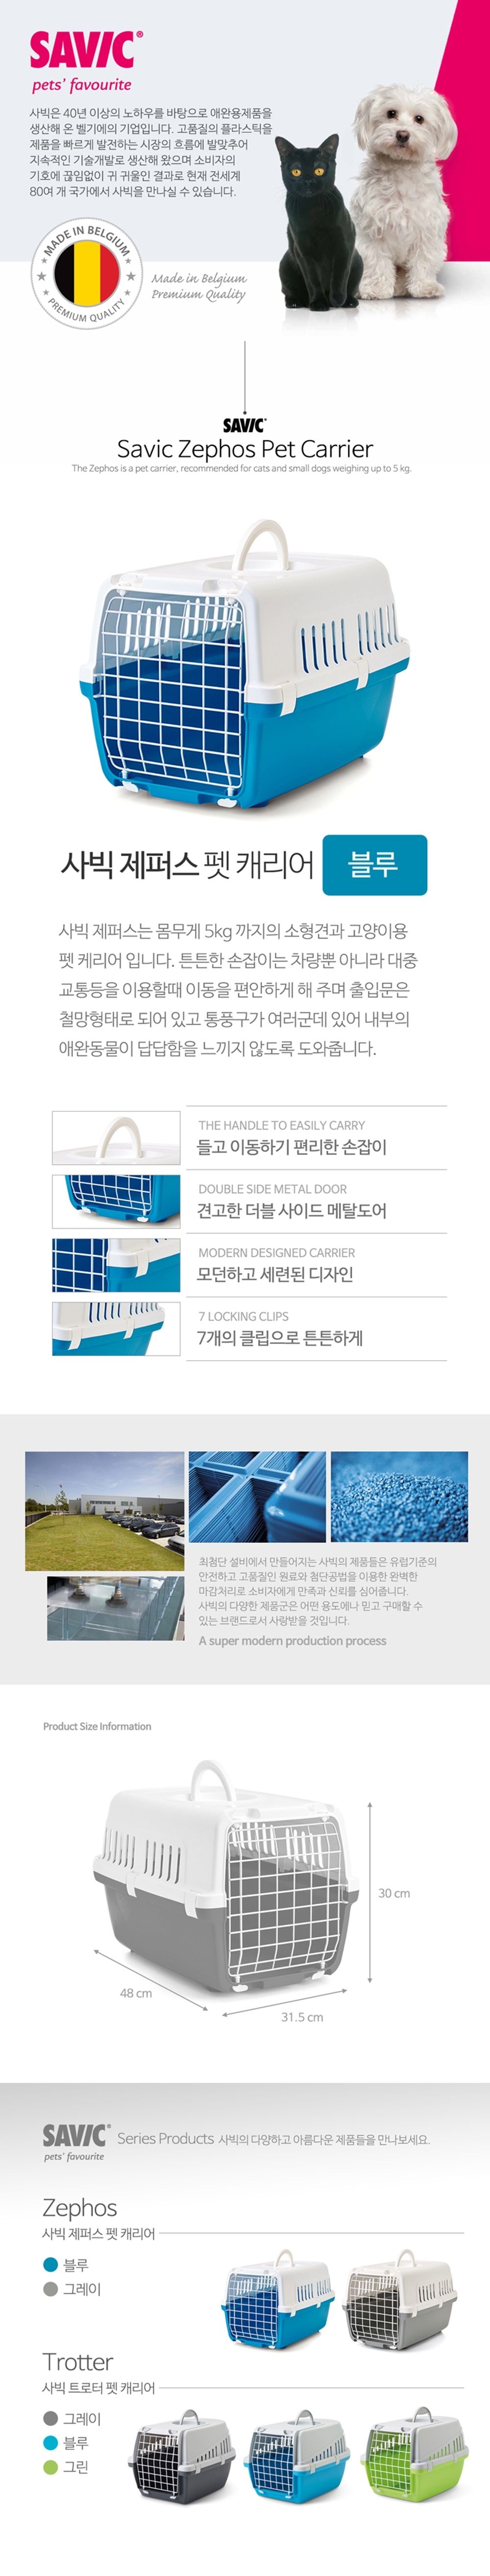 SAVIC®
pets' favourite
사빅은 40년 이상의 노하우를 바탕으로 애완용제품을
생산해 온 벨기에의 기업입니다. 고품질의 플라스틱을
제품을 빠르게 발전하는 시장의 흐름에 발맞추어
지속적인 기술개발로 생산해 왔으며 소비자의
기호에 끊임없이 귀 귀울인 결과로 현재 전세계
80여 개 국가에서 사빅을 만나실 수 있습니다.
MADE IN BELGIUM
PREMIUM QUALITY
Made in Belgium
Premium Quality
SAVIC®
Savic Zephos Pet Carrier
The Zephos is a pet carrier, recommended for cats and small dogs weighing up to 5 kg.
사빅 제퍼스 펫 캐리어 블루
사빅 제퍼스는 몸무게 5kg 까지의 소형견과 고양이용
펫 케리어 입니다. 튼튼한 손잡이는 차량뿐 아니라 대중
교통등을 이용할때 이동을 편안하게 해 주며 출입문은
철망형태로 되어 있고 통풍구가 여러군데 있어 내부의
애완동물이 답답함을 느끼지 않도록 도와줍니다.
THE HANDLE TO EASILY CARRY
들고 이동하기 편리한 손잡이
DOUBLE SIDE METAL DOOR
견고한 더블 사이드 메탈도어
MODERN DESIGNED CARRIER
모던하고 세련된 디자인
7 LOCKING CLIPS
7개의 클립으로 튼튼하게
최첨단 설비에서 만들어지는 사빅의 제품들은 유럽기준의
안전하고 고품질인 원료와 첨단공법을 이용한 완벽한
마감처리로 소비자에게 만족과 신뢰를 심어줍니다.
사빅의 다양한 제품군은 어떤 용도에나 믿고 구매할 수
있는 브랜드로서 사랑받을 것입니다.
A super modern production process
Product Size Information
30 cm
48 cm
31.5 cm
SAVIC® Series Products 사빅의 다양하고 아름다운 제품들을 만나보세요.
pets' favourite
Zephos
사빅 제퍼스 펫 캐리어
블루
그레이
Trotter
사빅 트로터 펫 캐리어
그레이
블루
그린